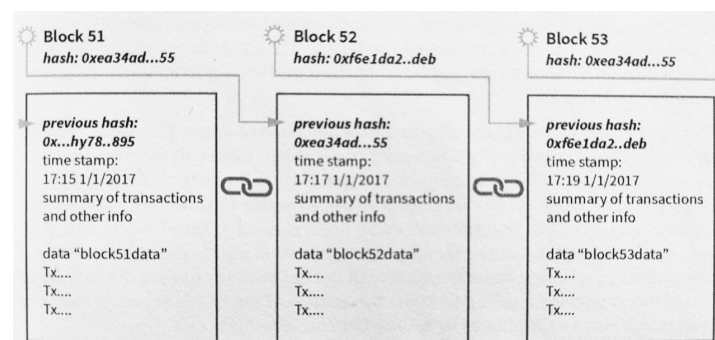 Block 51
hash: 0xea34ad...55
previous hash:
0x...hy78..895
time stamp:
17:15 1/1/2017
summary of transactions
and other info
data “block51data”
Tx....
Tx....
Tx....
Block 52
hash: 0xf6e1da2..deb
previous hash:
0xea34ad...55
time stamp:
17:17 1/1/2017
summary of transactions
and other info
data “block52data”
Tx....
Tx....
Tx....
Block 53
hash: 0xea34ad...55
previous hash:
0xf6e1da2..deb
time stamp:
17:19 1/1/2017
summary of transactions
and other info
data “block53data”
Tx....
Tx....
Tx....